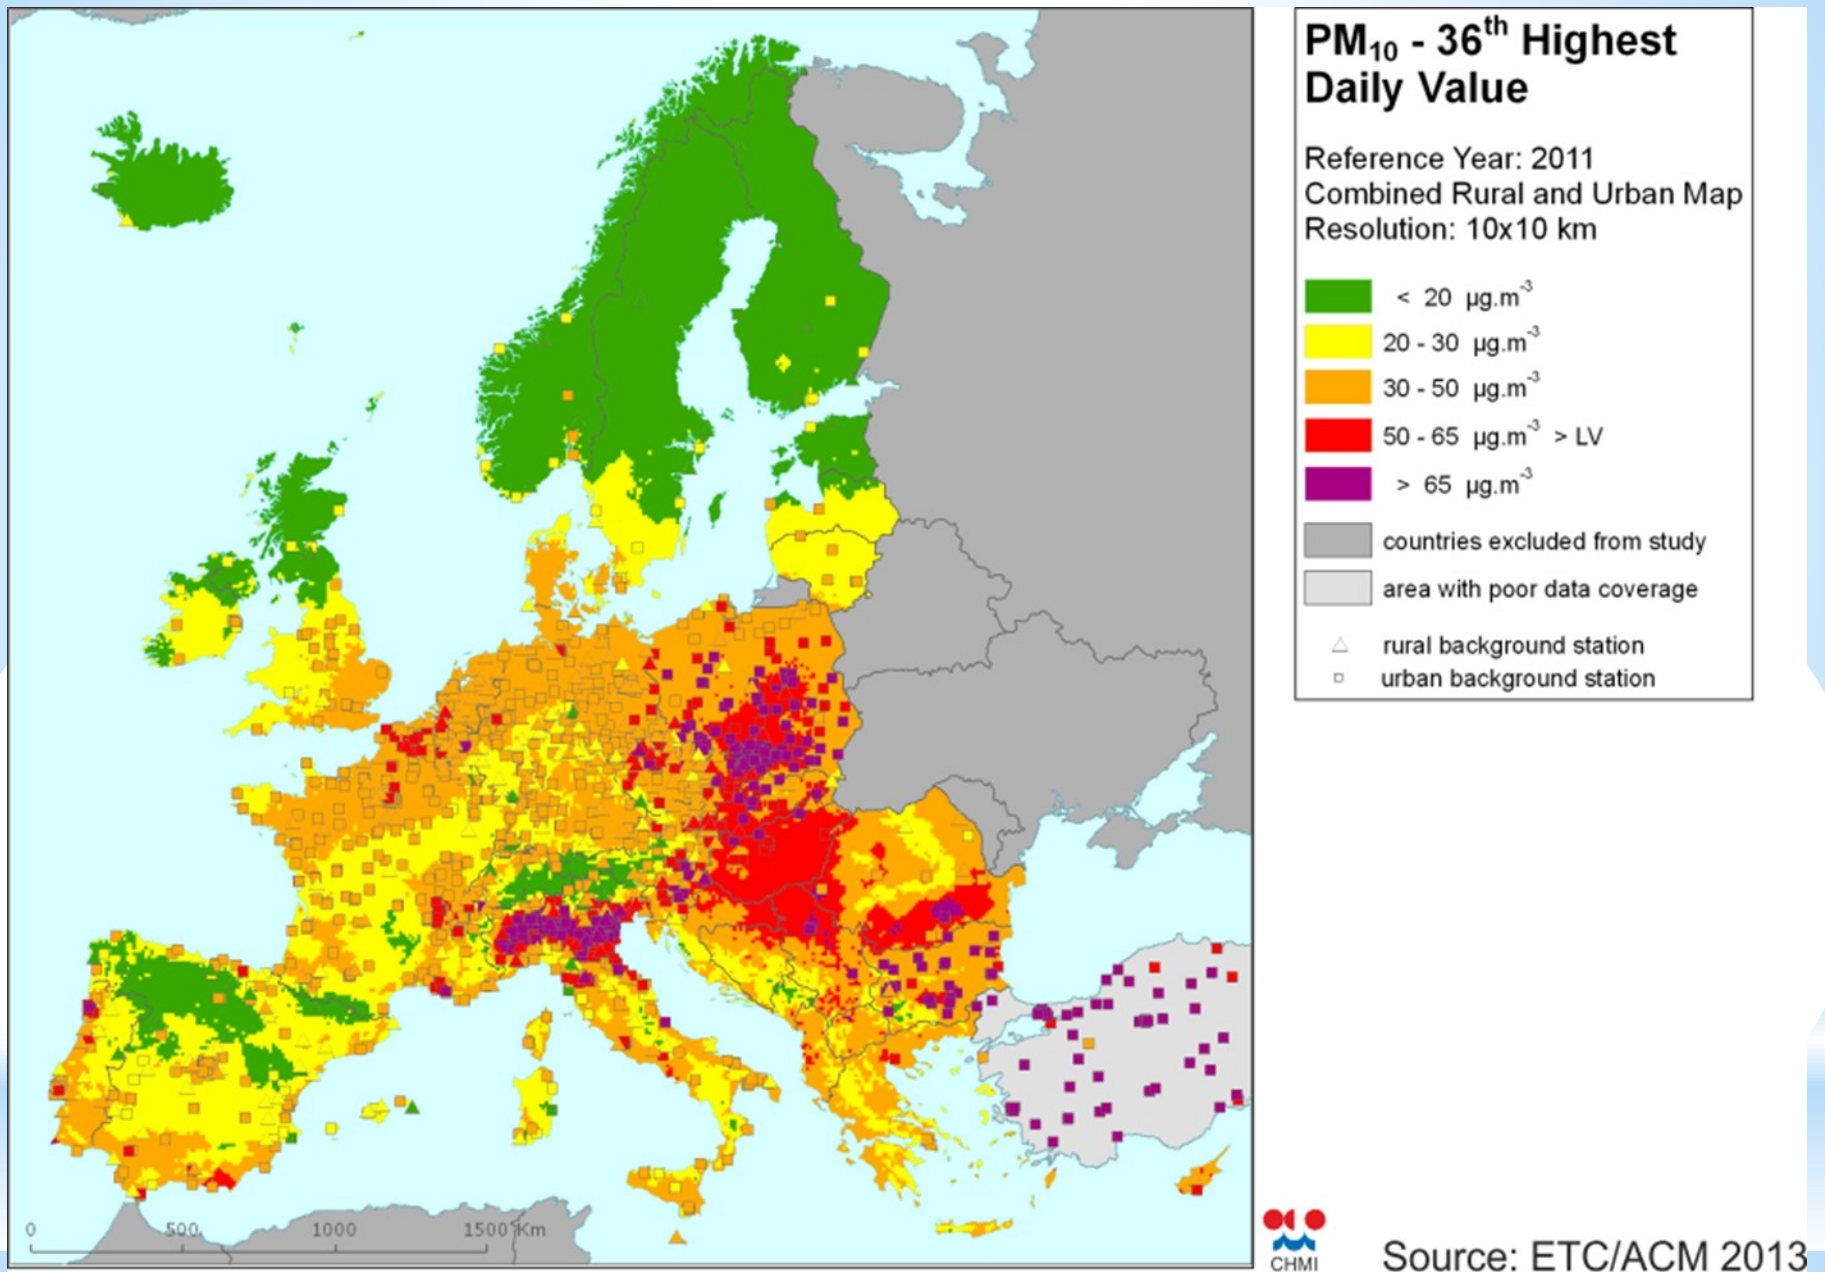 PM₁₀ - 36ᵗʰ Highest
Daily Value
Reference Year: 2011
Combined Rural and Urban Map
Resolution: 10x10 km
< 20 µg.m⁻³
20 - 30 µg.m⁻³
30 - 50 µg.m⁻³
50 - 65 µg.m⁻³ > LV
> 65 µg.m⁻³
countries excluded from study
area with poor data coverage
rural background station
urban background station
0 500 1000 1500 Km
CHMI
Source: ETC/ACM 2013